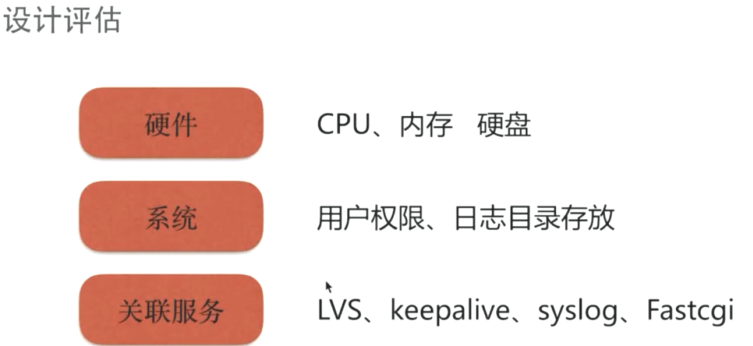 设计评估
硬件 CPU、内存 硬盘
系统 用户权限、日志目录存放
关联服务 LVS、keepalive、syslog、Fastcgi